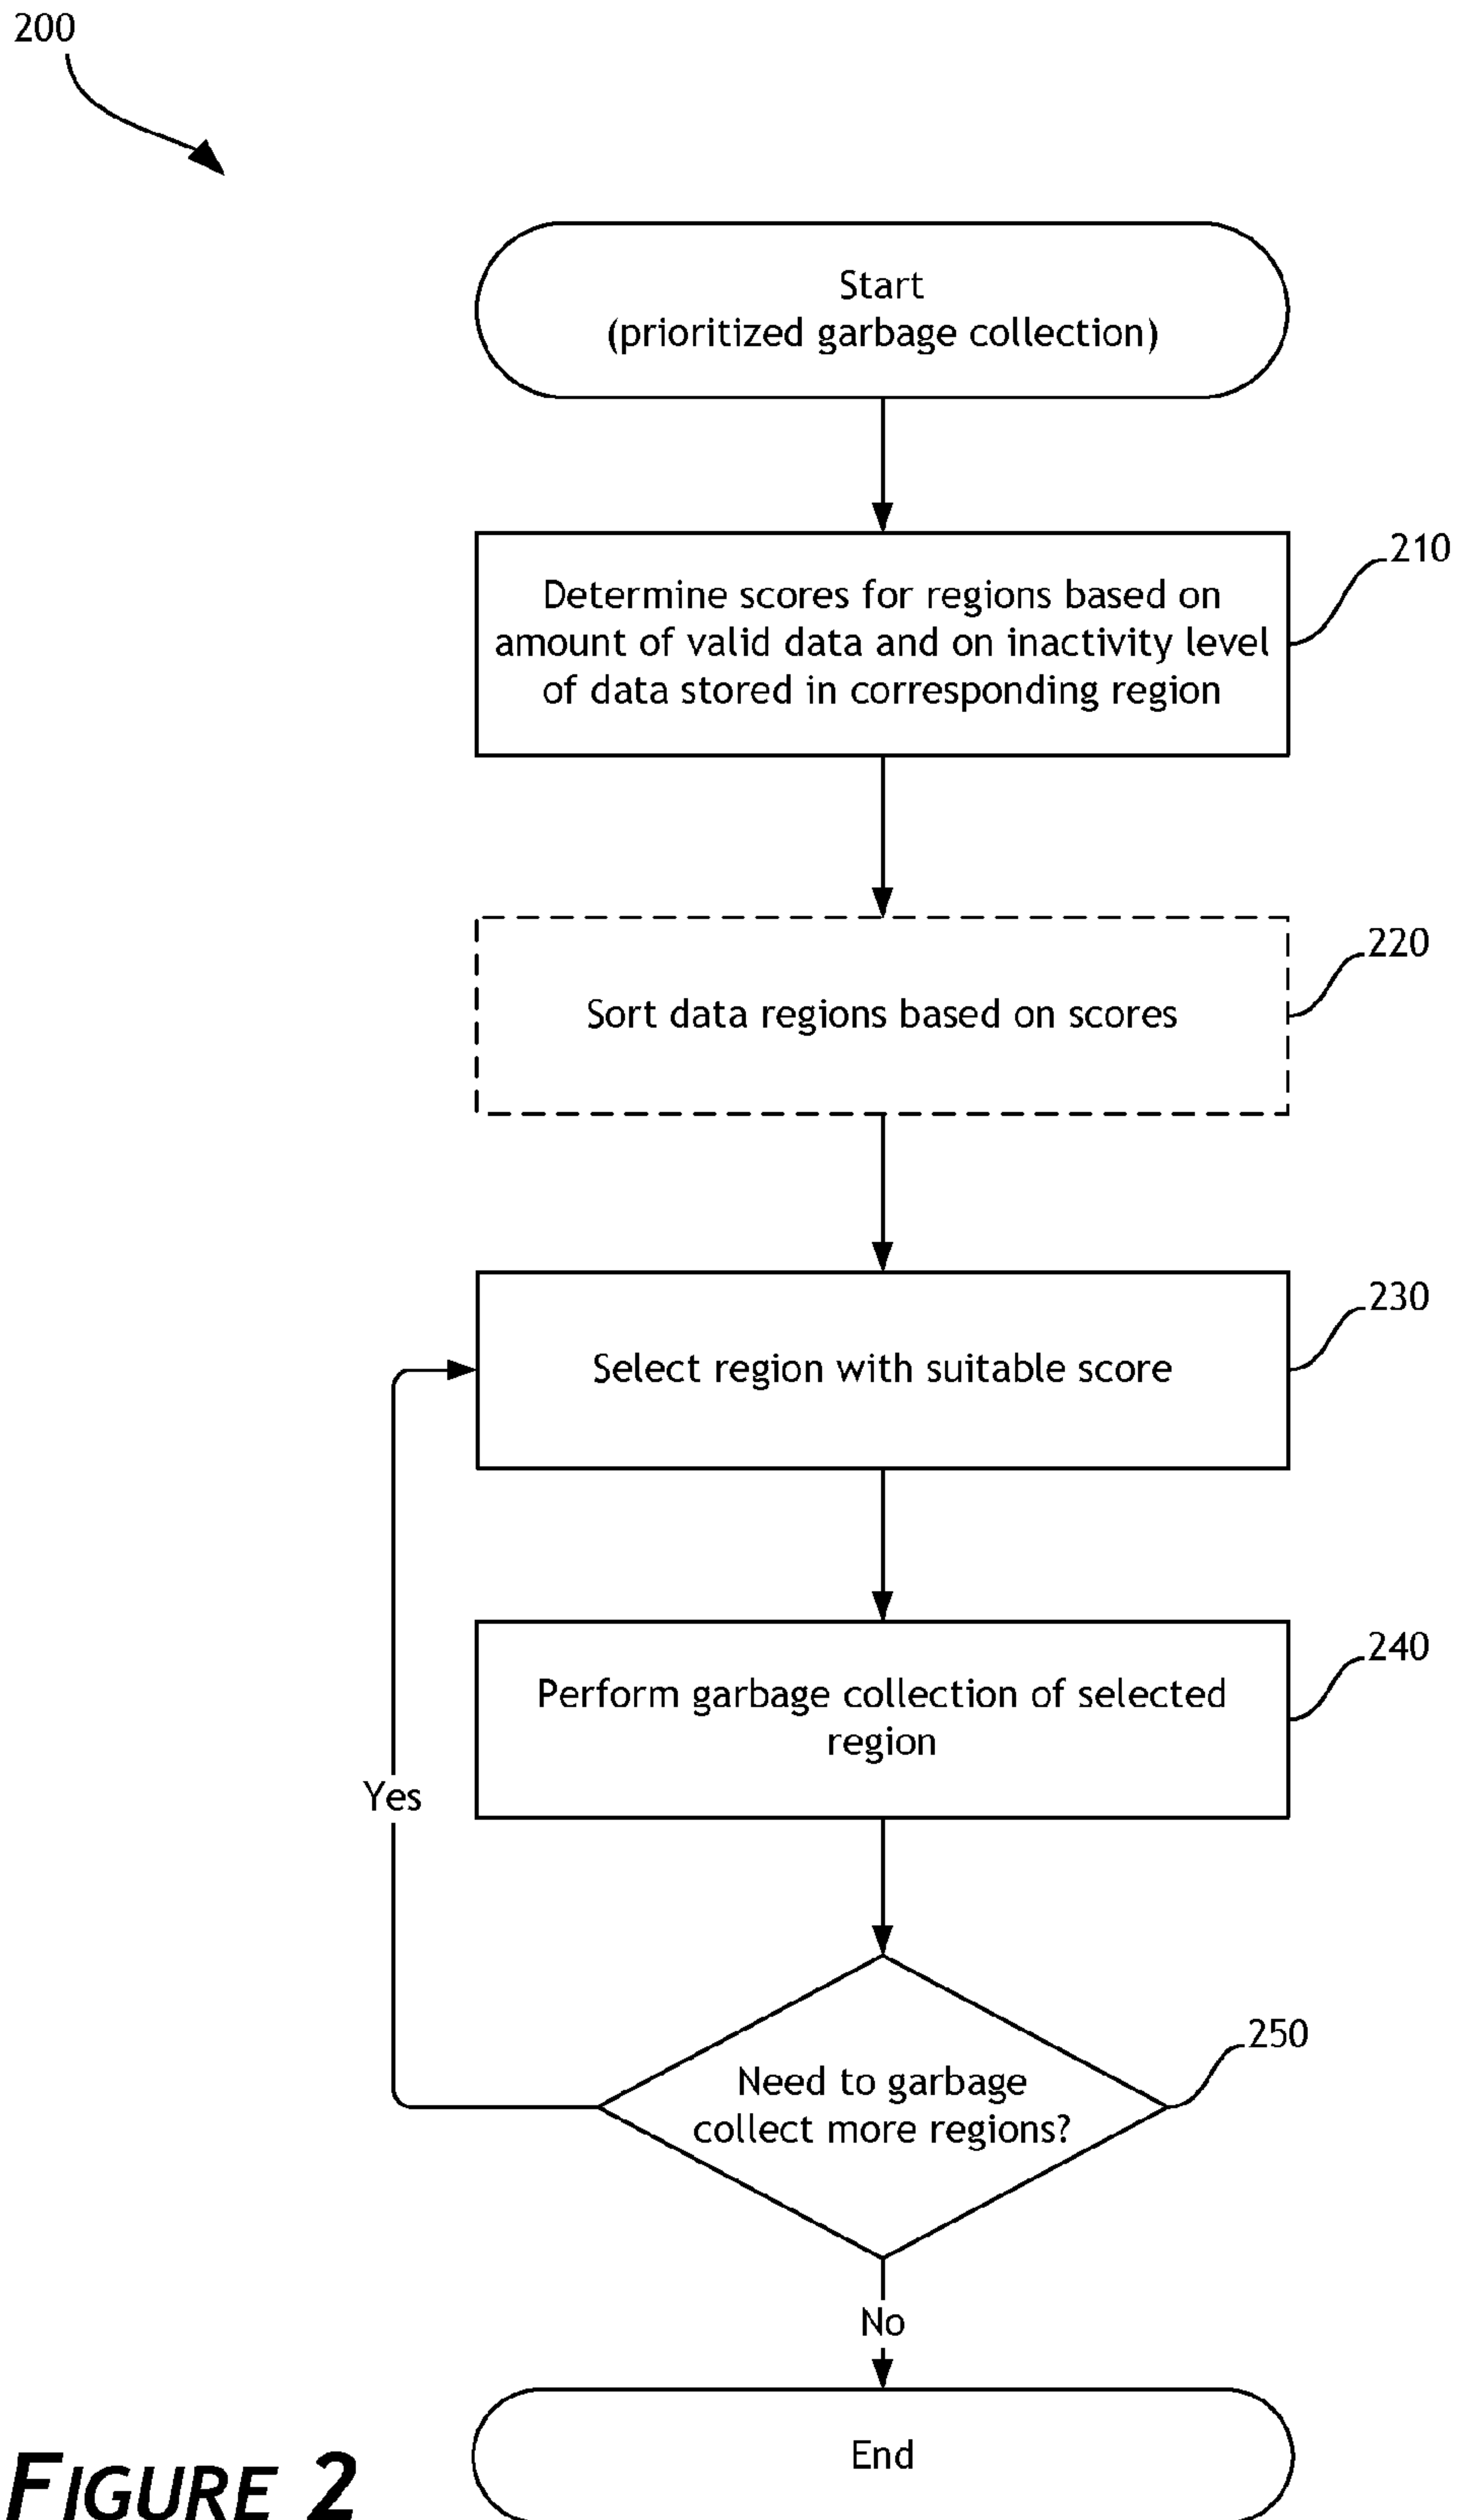 200
Start
(prioritized garbage collection)
210
Determine scores for regions based on
amount of valid data and on inactivity level
of data stored in corresponding region
220
Sort data regions based on scores
230
Select region with suitable score
240
Perform garbage collection of selected
region
Yes
250
Need to garbage
collect more regions?
No
End
FIGURE 2